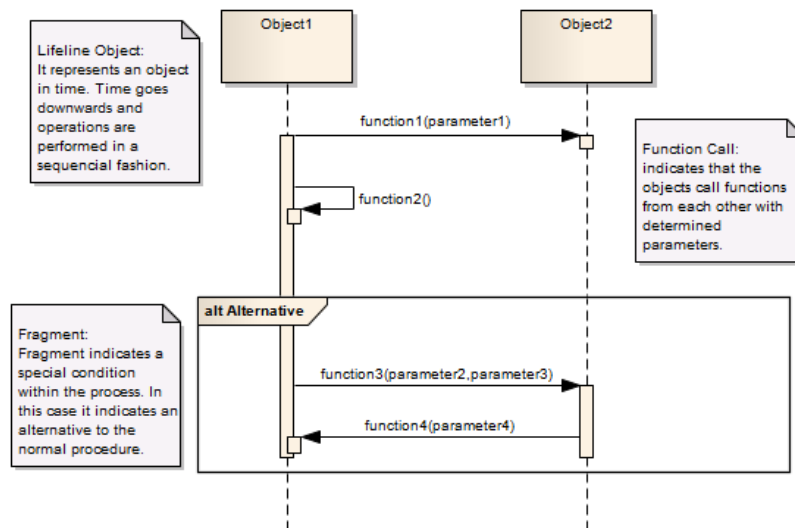 Object1
Object2
Lifeline Object:
It represents an object
in time. Time goes
downwards and
operations are
performed in a
sequencial fashion.
function1(parameter1)
Function Call:
indicates that the
objects call functions
from each other with
determined
parameters.
function2()
alt Alternative
Fragment:
Fragment indicates a
special condition
within the process. In
this case it indicates an
alternative to the
normal procedure.
function3(parameter2,parameter3)
function4(parameter4)